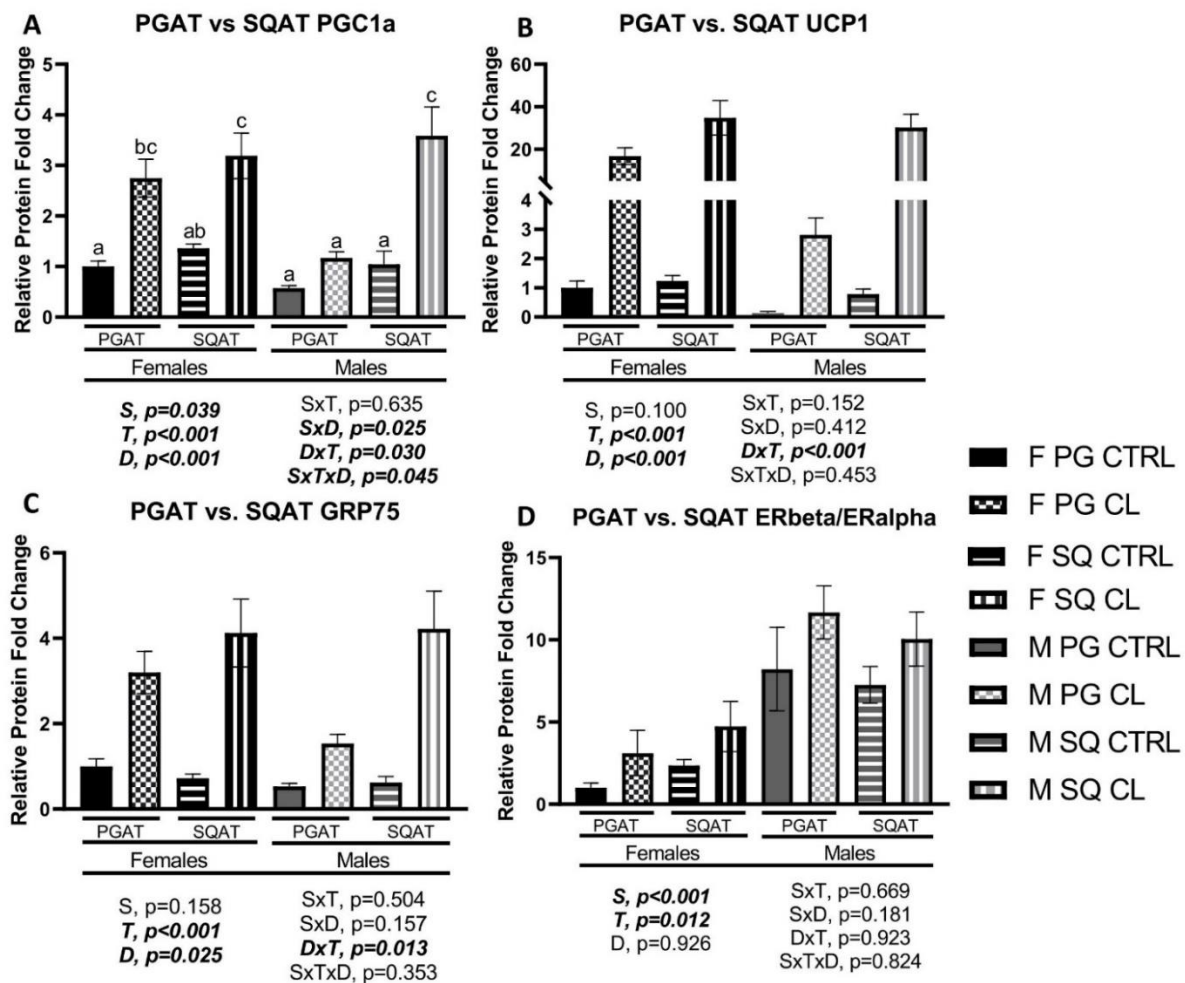 A
PGAT vs SQAT PGC1a
Relative Protein Fold Change
5
4
3
2
1
0
a
bc
ab
c
a
a
a
c
PGAT
SQAT
PGAT
SQAT
Females
Males
S, p=0.039
T, p<0.001
D, p<0.001
SxT, p=0.635
SxD, p=0.025
DxT, p=0.030
SxTxD, p=0.045
B
PGAT vs. SQAT UCP1
Relative Protein Fold Change
60
40
20
4
3
2
1
0
PGAT
SQAT
PGAT
SQAT
Females
Males
S, p=0.100
T, p<0.001
D, p<0.001
SxT, p=0.152
SxD, p=0.412
DxT, p<0.001
SxTxD, p=0.453
C
PGAT vs. SQAT GRP75
Relative Protein Fold Change
6
4
2
0
PGAT
SQAT
PGAT
SQAT
Females
Males
S, p=0.158
T, p<0.001
D, p=0.025
SxT, p=0.504
SxD, p=0.157
DxT, p=0.013
SxTxD, p=0.353
D
PGAT vs. SQAT ERbeta/ERalpha
Relative Protein Fold Change
15
10
5
0
PGAT
SQAT
PGAT
SQAT
Females
Males
S, p<0.001
T, p=0.012
D, p=0.926
SxT, p=0.669
SxD, p=0.181
DxT, p=0.923
SxTxD, p=0.824
F PG CTRL
F PG CL
F SQ CTRL
F SQ CL
M PG CTRL
M PG CL
M SQ CTRL
M SQ CL